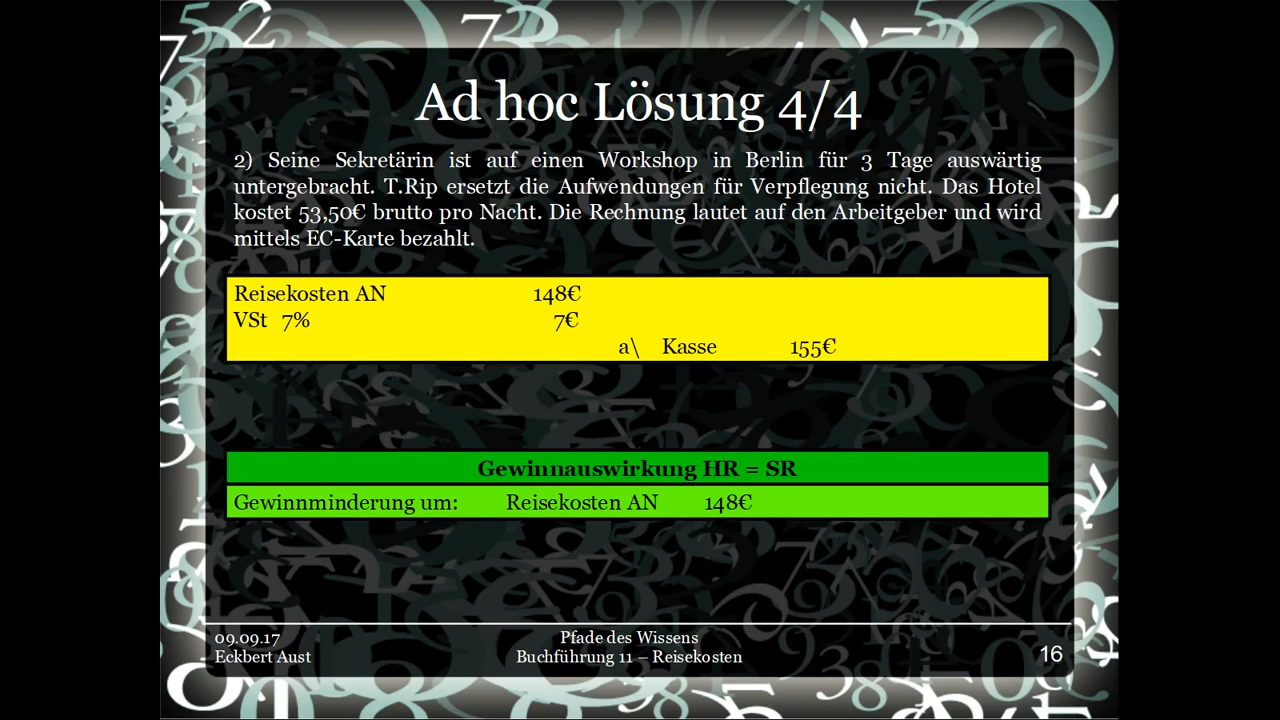 Ad hoc Lösung 4/4
2) Seine Sekretärin ist auf einen Workshop in Berlin für 3 Tage auswärtig
untergebracht. T.Rip ersetzt die Aufwendungen für Verpflegung nicht. Das Hotel
kostet 53,50€ brutto pro Nacht. Die Rechnung lautet auf den Arbeitgeber und wird
mittels EC-Karte bezahlt.
Reisekosten AN 148€
VSt 7% 7€
a\ Kasse 155€
Gewinnauswirkung HR = SR
Gewinnminderung um: Reisekosten AN 148€
09.09.17 Pfade des Wissens
Eckbert Aust Buchführung 11 – Reisekosten 16